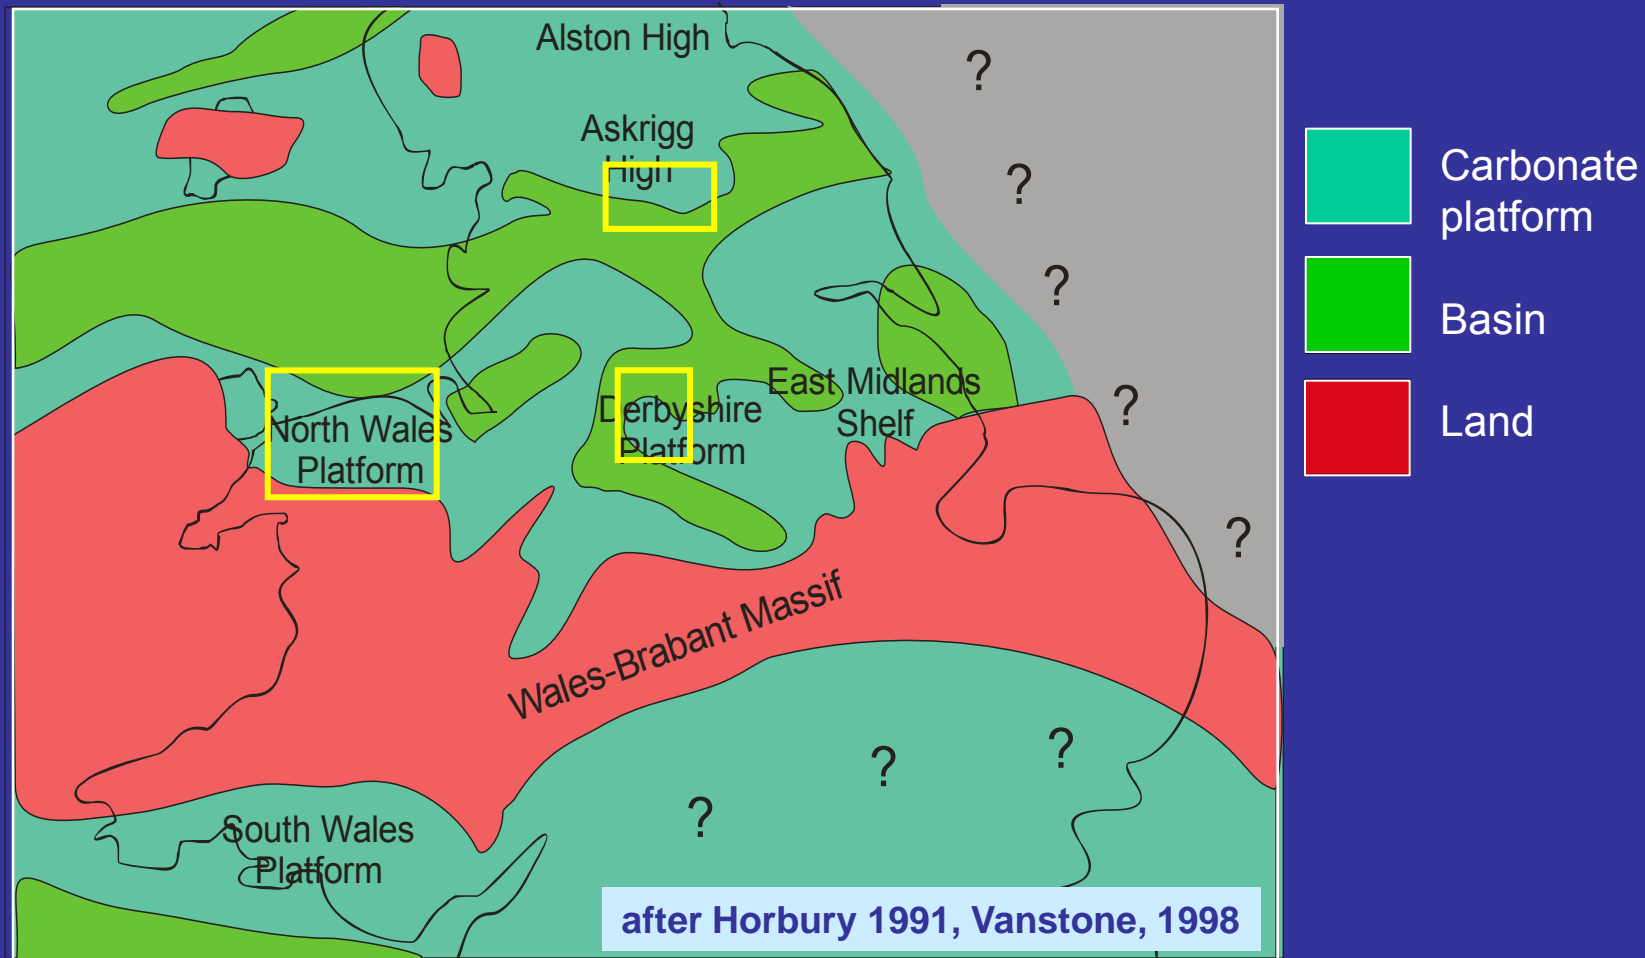 Alston High
?
Askrigg
High
?
?
North Wales
Platform
Derbyshire
Platform
East Midlands
Shelf
?
?
Wales-Brabant Massif
?
?
?
South Wales
Platform
after Horbury 1991, Vanstone, 1998
Carbonate
platform
Basin
Land